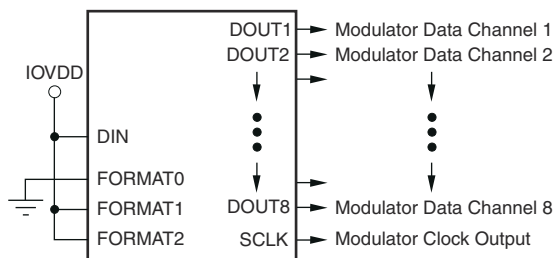 DOUT1 Modulator Data Channel 1
DOUT2 Modulator Data Channel 2
IOVDD
DIN
FORMAT0
FORMAT1 DOUT8 Modulator Data Channel 8
FORMAT2 SCLK Modulator Clock Output